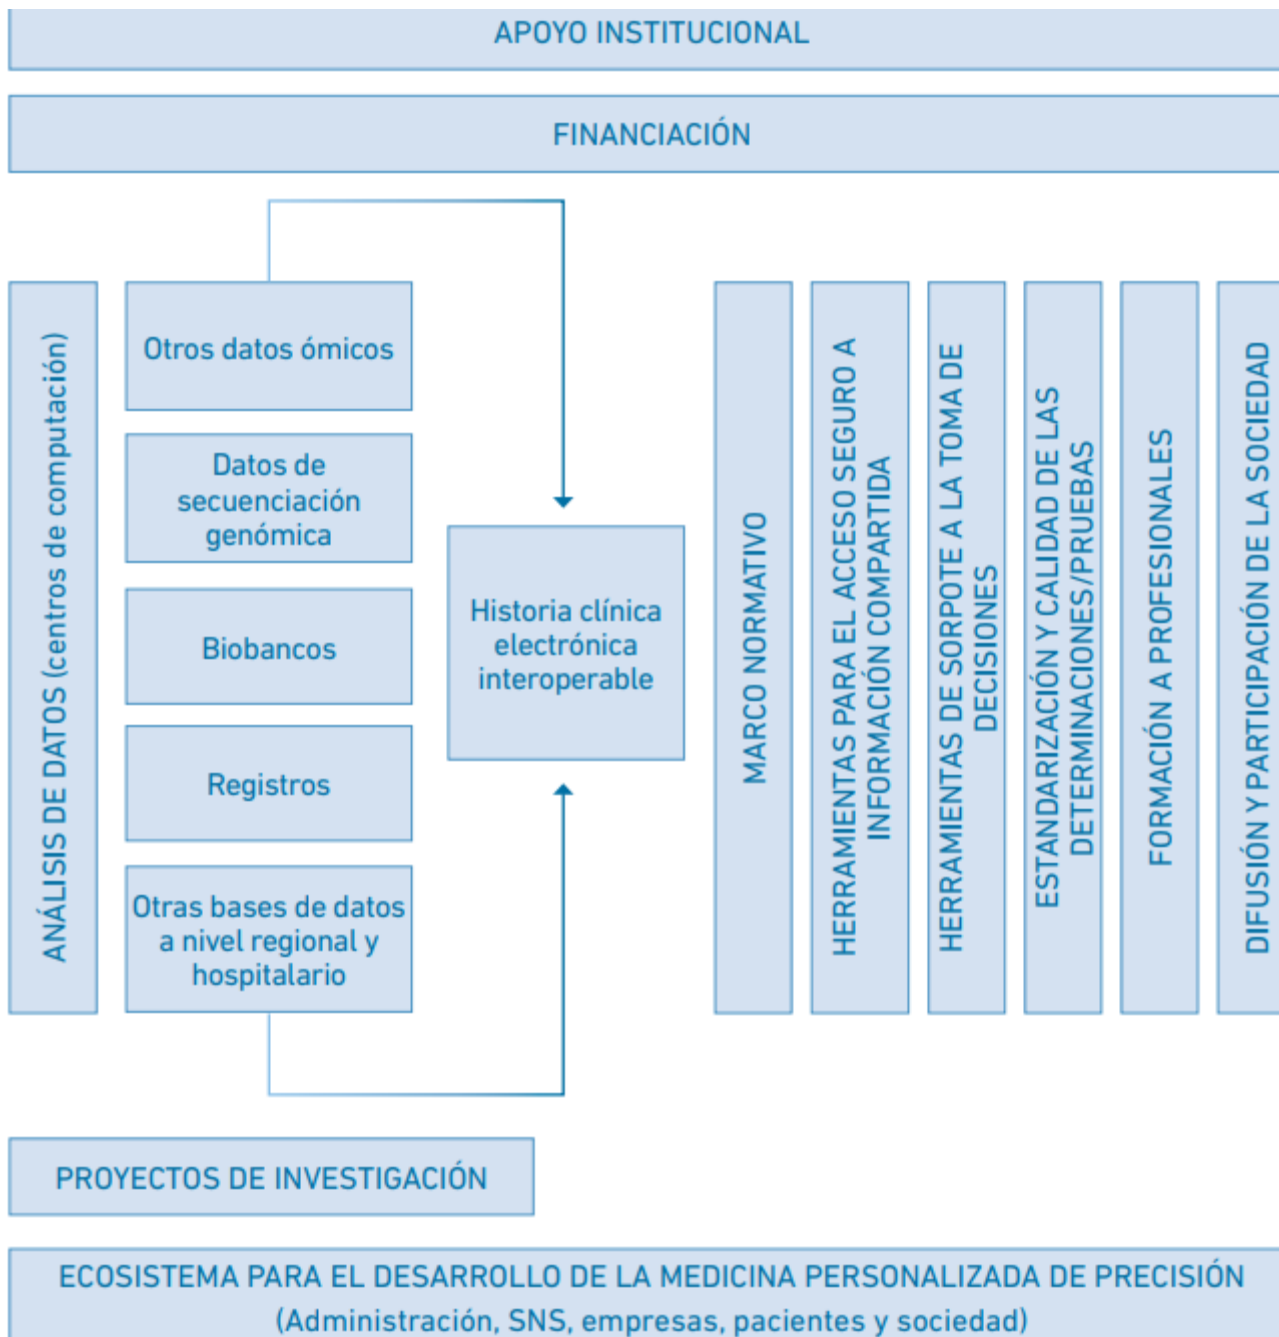 APOYO INSTITUCIONAL
FINANCIACIÓN
ANÁLISIS DE DATOS (centros de computación)
Otros datos ómicos
Datos de
secuenciación
genómica
Biobancos
Registros
Otras bases de datos
a nivel regional y
hospitalario
Historia clínica
electrónica
interoperable
MARCO NORMATIVO
HERRAMIENTAS PARA EL ACCESO SEGURO A
INFORMACIÓN COMPARTIDA
HERRAMIENTAS DE SORPOTE A LA TOMA DE
DECISIONES
ESTANDARIZACIÓN Y CALIDAD DE LAS
DETERMINACIONES/PRUEBAS
FORMACIÓN A PROFESIONALES
DIFUSIÓN Y PARTICIPACIÓN DE LA SOCIEDAD
PROYECTOS DE INVESTIGACIÓN
ECOSISTEMA PARA EL DESARROLLO DE LA MEDICINA PERSONALIZADA DE PRECISIÓN
(Administración, SNS, empresas, pacientes y sociedad)